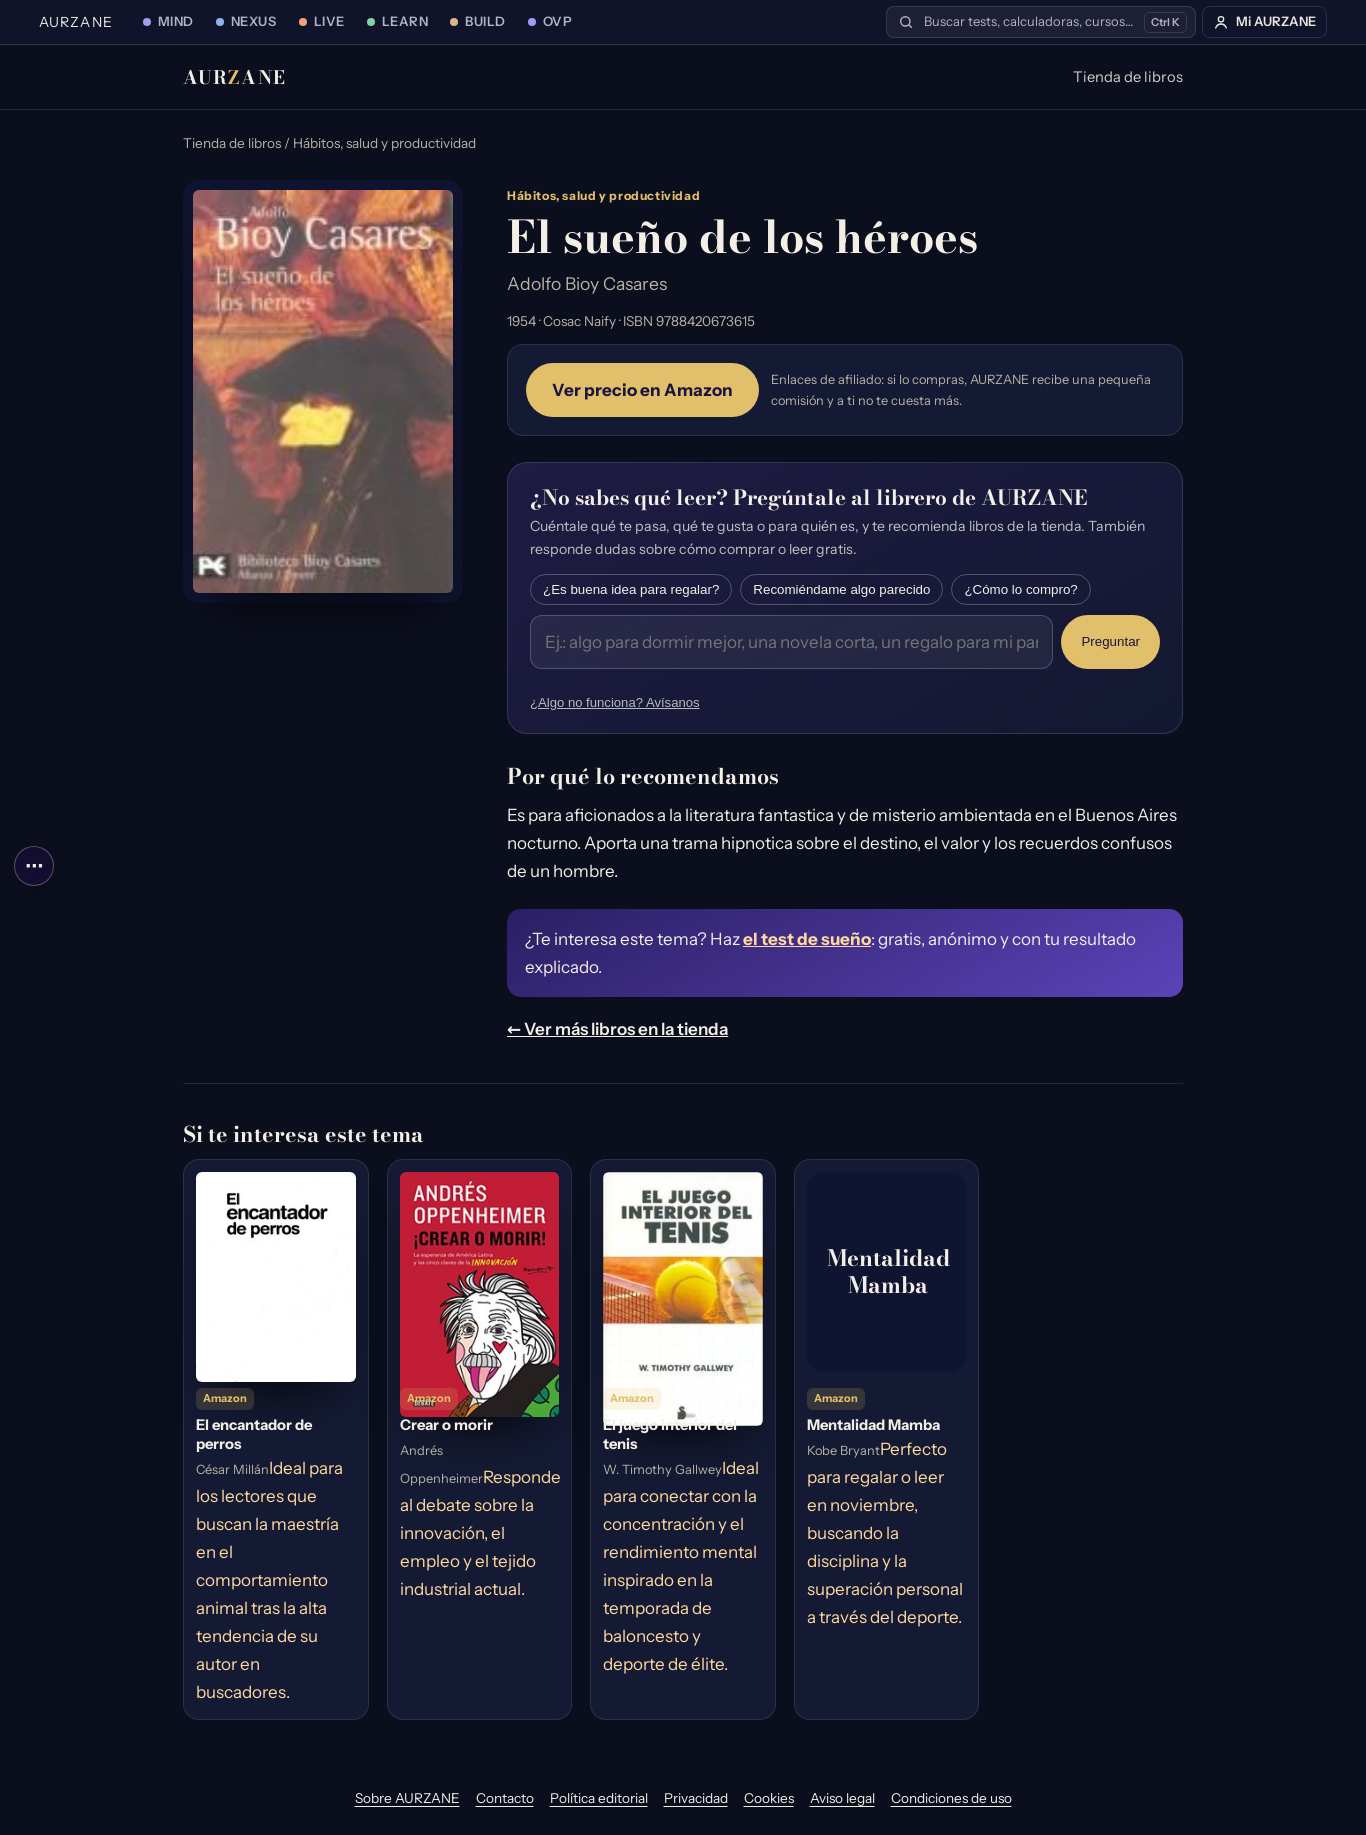 AURZANE MIND NEXUS LIVE LEARN BUILD OVP Buscar tests, calculadoras, cursos... Ctrl K Mi AURZANE
AURZANE Tienda de libros
Tienda de libros / Hábitos, salud y productividad
Adolfo
Bioy Casares
El sueño de
los héroes
Biblioteca Bioy Casares
Hábitos, salud y productividad
El sueño de los héroes
Adolfo Bioy Casares
1954 · Cosac Naify · ISBN 9788420673615
Ver precio en Amazon
Enlaces de afiliado: si lo compras, AURZANE recibe una pequeña
comisión y a ti no te cuesta más.
¿No sabes qué leer? Pregúntale al librero de AURZANE
Cuéntale qué te pasa, qué te gusta o para quién es, y te recomienda libros de la tienda. También
responde dudas sobre cómo comprar o leer gratis.
¿Es buena idea para regalar? Recomiéndame algo parecido ¿Cómo lo compro?
Ej.: algo para dormir mejor, una novela corta, un regalo para mi par
Preguntar
¿Algo no funciona? Avísanos
Por qué lo recomendamos
Es para aficionados a la literatura fantastica y de misterio ambientada en el Buenos Aires
nocturno. Aporta una trama hipnotica sobre el destino, el valor y los recuerdos confusos
de un hombre.
¿Te interesa este tema? Haz el test de sueño: gratis, anónimo y con tu resultado
explicado.
← Ver más libros en la tienda
Si te interesa este tema
El
encantador
de perros
Amazon
El encantador de
perros
César MillánIdeal para
los lectores que
buscan la maestría
en el
comportamiento
animal tras la alta
tendencia de su
autor en
buscadores.
ANDRÉS
OPPENHEIMER
¡CREAR O MORIR!
La esperanza de América Latina
y las cinco claves de la INNOVACIÓN
DEBATE
Amazon
Crear o morir
Andrés
OppenheimerResponde
al debate sobre la
innovación, el
empleo y el tejido
industrial actual.
EL JUEGO
INTERIOR DEL
TENIS
W. TIMOTHY GALLWEY
Amazon
El juego interior del
tenis
W. Timothy GallweyIdeal
para conectar con la
concentración y el
rendimiento mental
inspirado en la
temporada de
baloncesto y
deporte de élite.
Mentalidad
Mamba
Amazon
Mentalidad Mamba
Kobe BryantPerfecto
para regalar o leer
en noviembre,
buscando la
disciplina y la
superación personal
a través del deporte.
Sobre AURZANE Contacto Política editorial Privacidad Cookies Aviso legal Condiciones de uso